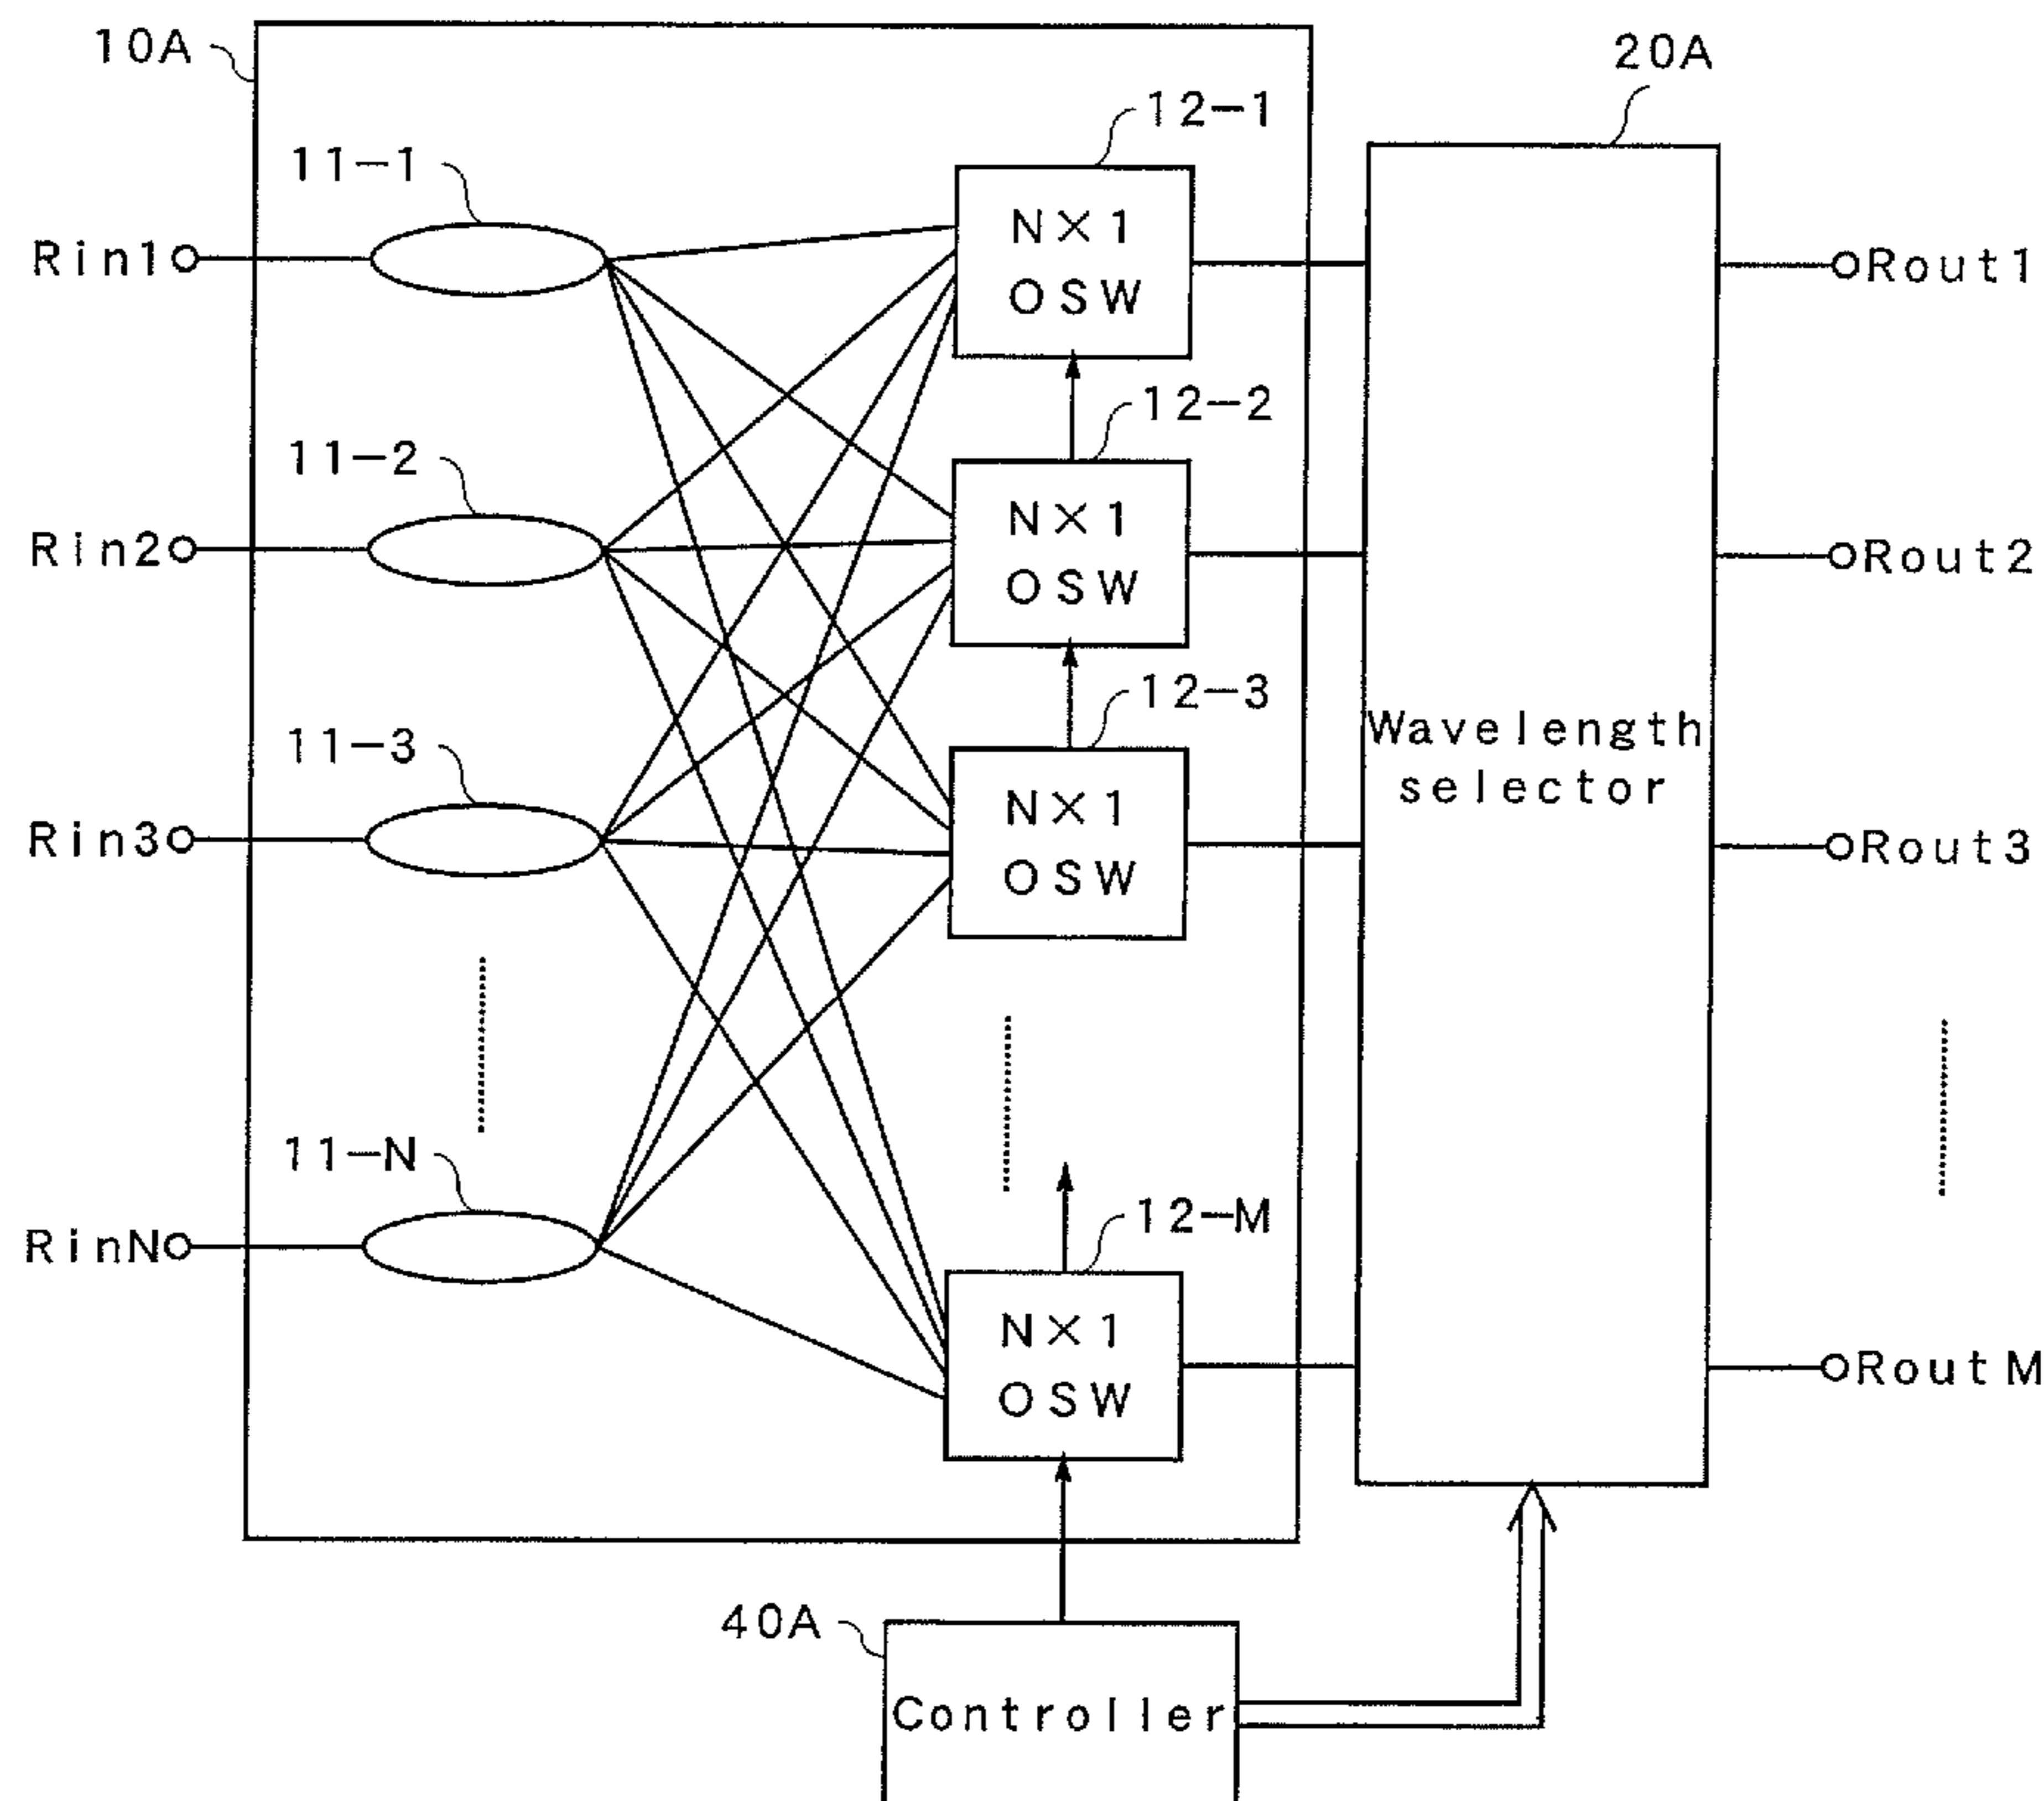 10A
20A
12-1
11-1
N×1
OSW
Rin1
Rout1
12-2
11-2
N×1
OSW
Rin2
Rout2
12-3
11-3
Wavelength
selector
N×1
OSW
Rin3
Rout3
11-N
12-M
RinN
N×1
OSW
RoutM
40A
Controller